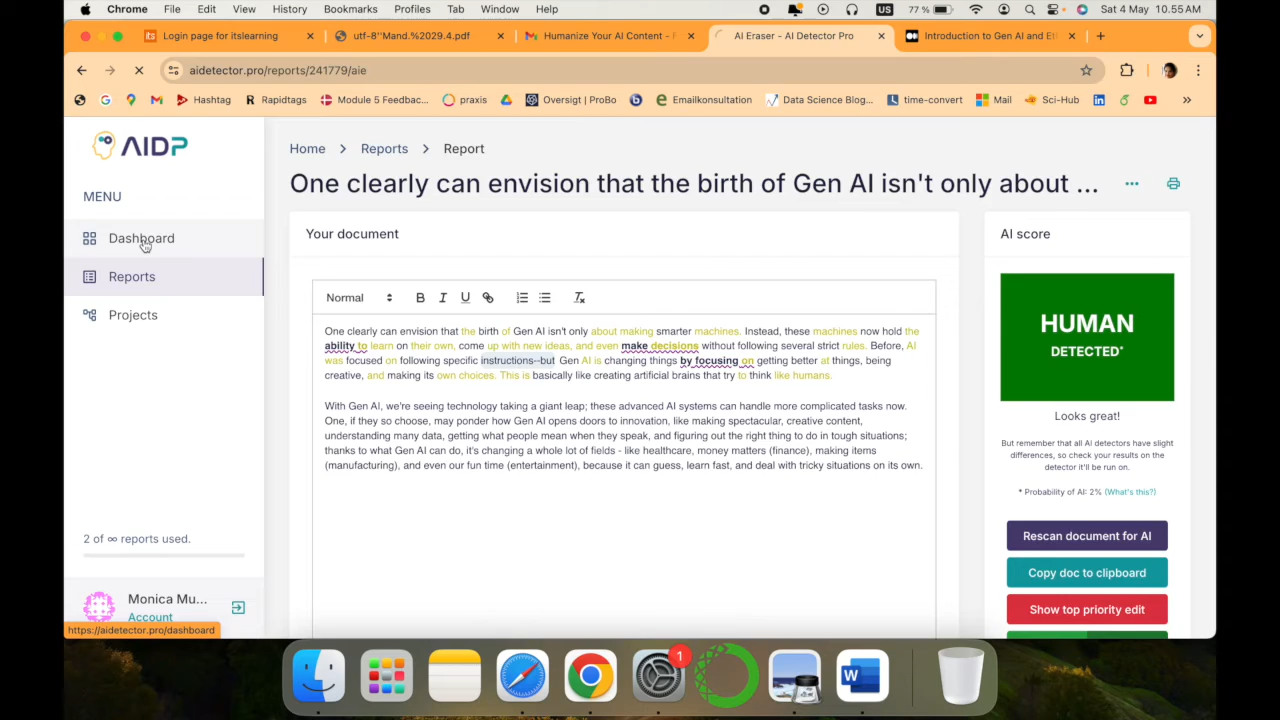 Chrome File Edit View History Bookmarks Profiles Tab Window Help US 77 % Sat 4 May 10.55 AM
its Login page for itslearning utf-8''Mand.%2029.4.pdf Humanize Your AI Content - F AI Eraser - AI Detector Pro Introduction to Gen AI and Et
aidetector.pro/reports/241779/aie
Hashtag R Rapidtags Module 5 Feedbac... praxis Oversigt | ProBo Emailkonsultation Data Science Blog... time-convert Mail Sci-Hub »
AIDP
Home > Reports > Report
One clearly can envision that the birth of Gen AI isn't only about ...
MENU
Dashboard
Reports
Projects
2 of ∞ reports used.
Monica Mu...
Account
https://aidetector.pro/dashboard
Your document
Normal B I U
One clearly can envision that the birth of Gen AI isn't only about making smarter machines. Instead, these machines now hold the
ability to learn on their own, come up with new ideas, and even make decisions without following several strict rules. Before, AI
was focused on following specific instructions--but Gen AI is changing things by focusing on getting better at things, being
creative, and making its own choices. This is basically like creating artificial brains that try to think like humans.
With Gen AI, we're seeing technology taking a giant leap; these advanced AI systems can handle more complicated tasks now.
One, if they so choose, may ponder how Gen AI opens doors to innovation, like making spectacular, creative content,
understanding many data, getting what people mean when they speak, and figuring out the right thing to do in tough situations;
thanks to what Gen AI can do, it's changing a whole lot of fields - like healthcare, money matters (finance), making items
(manufacturing), and even our fun time (entertainment), because it can guess, learn fast, and deal with tricky situations on its own.
AI score
HUMAN
DETECTED*
Looks great!
But remember that all AI detectors have slight
differences, so check your results on the
detector it'll be run on.
* Probability of AI: 2% (What's this?)
Rescan document for AI
Copy doc to clipboard
Show top priority edit
1
W